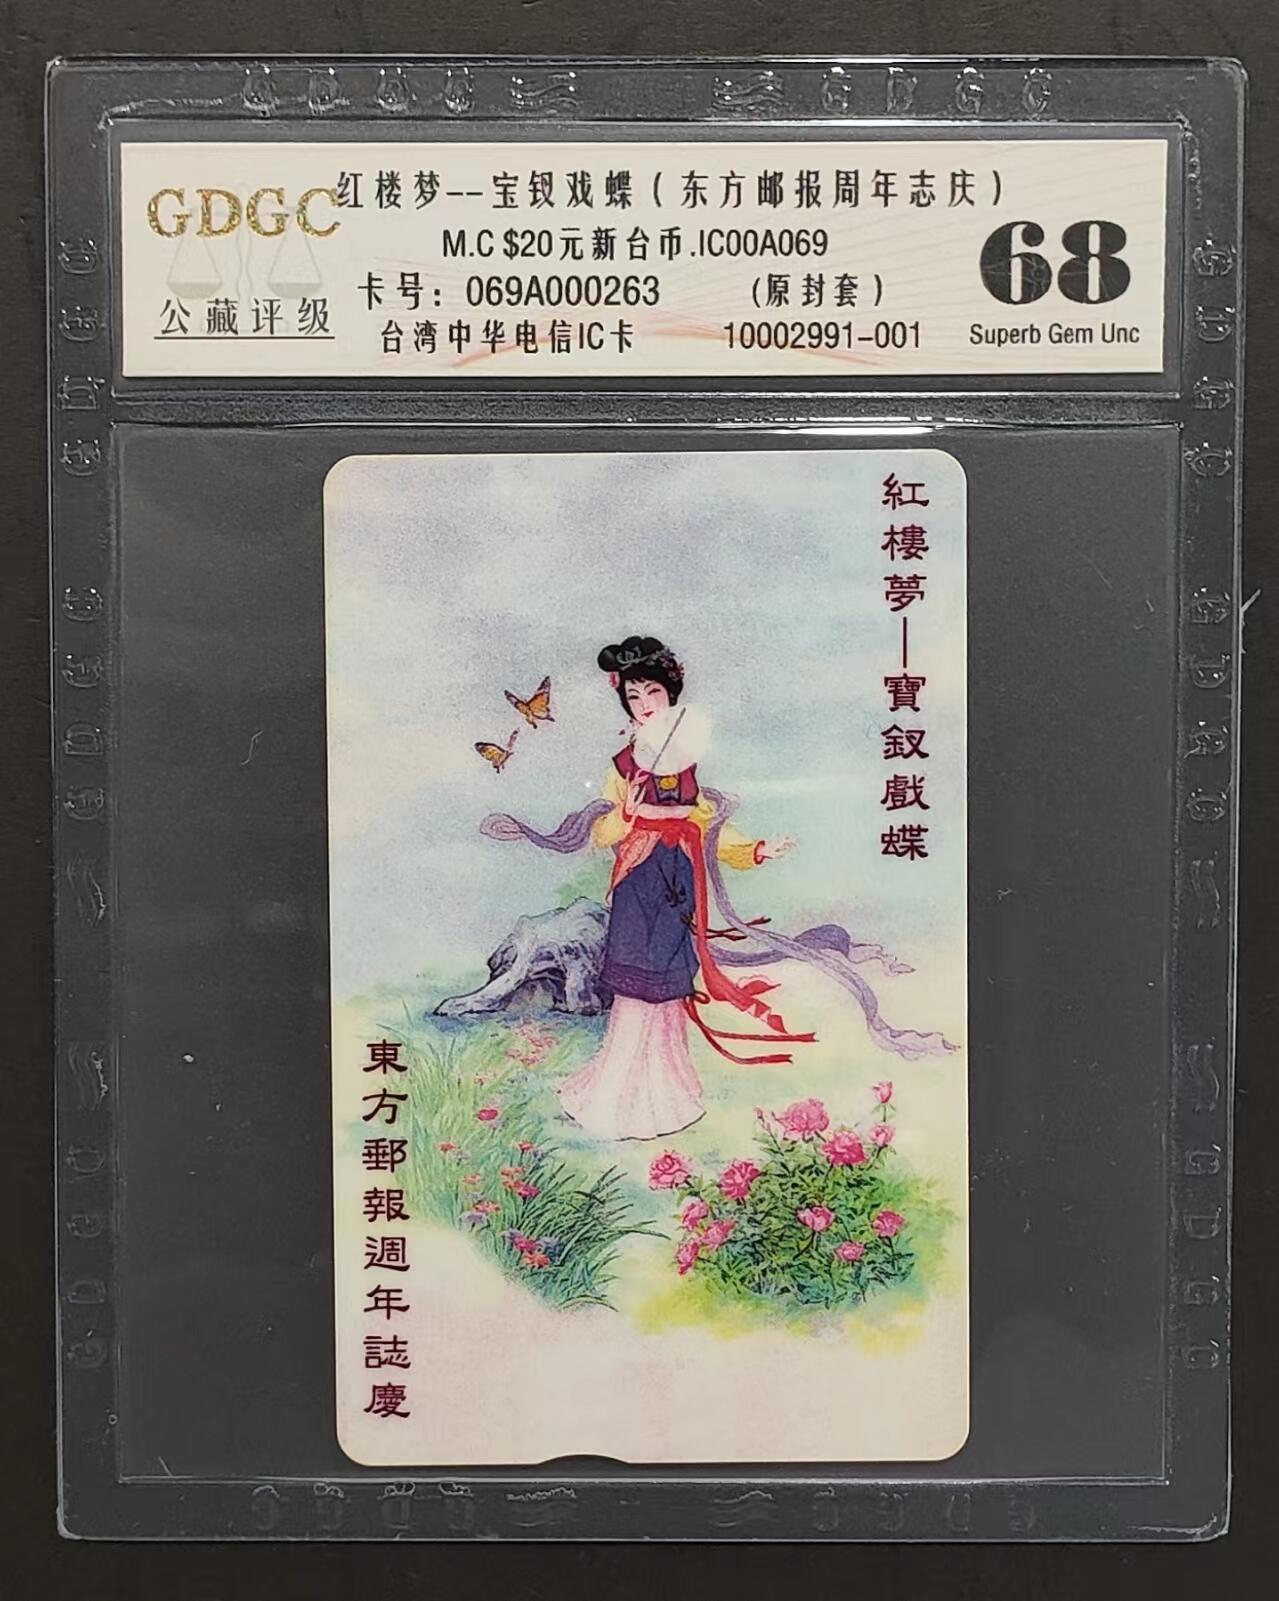 GDGC
公藏评级
红楼梦--宝钗戏蝶（东方邮报周年志庆）
M.C $20元新台币.IC00A069
卡号：069A000263 （原封套）
台湾中华电信IC卡 10002991-001
68
Superb Gem Unc
紅樓夢—寶釵戲蝶
東方郵報週年誌慶